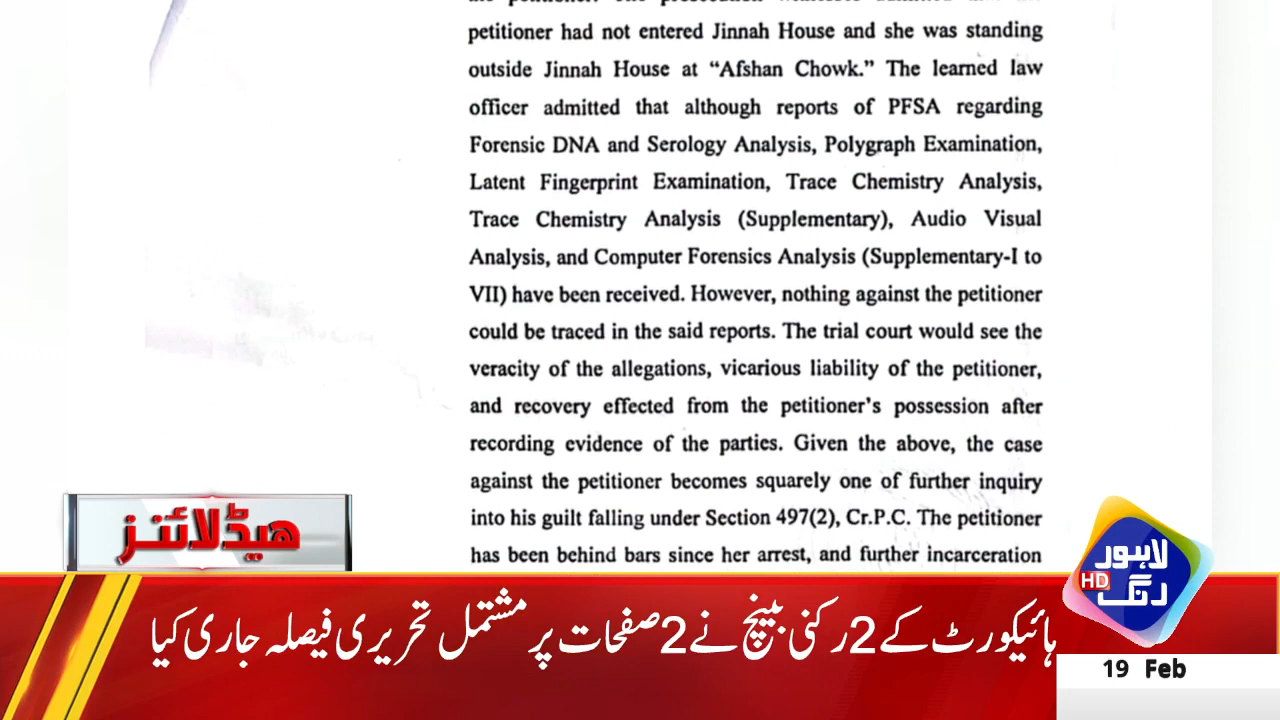 petitioner had not entered Jinnah House and she was standing
outside Jinnah House at “Afshan Chowk.” The learned law
officer admitted that although reports of PFSA regarding
Forensic DNA and Serology Analysis, Polygraph Examination,
Latent Fingerprint Examination, Trace Chemistry Analysis,
Trace Chemistry Analysis (Supplementary), Audio Visual
Analysis, and Computer Forensics Analysis (Supplementary-I to
VII) have been received. However, nothing against the petitioner
could be traced in the said reports. The trial court would see the
veracity of the allegations, vicarious liability of the petitioner,
and recovery effected from the petitioner’s possession after
recording evidence of the parties. Given the above, the case
against the petitioner becomes squarely one of further inquiry
into his guilt falling under Section 497(2), Cr.P.C. The petitioner
has been behind bars since her arrest, and further incarceration
ہیڈلائنز
لاہور
رنگ HD
ہائیکورٹ کے 2 رکنی بینچ نے 2 صفحات پر مشتمل تحریری فیصلہ جاری کیا
19 Feb